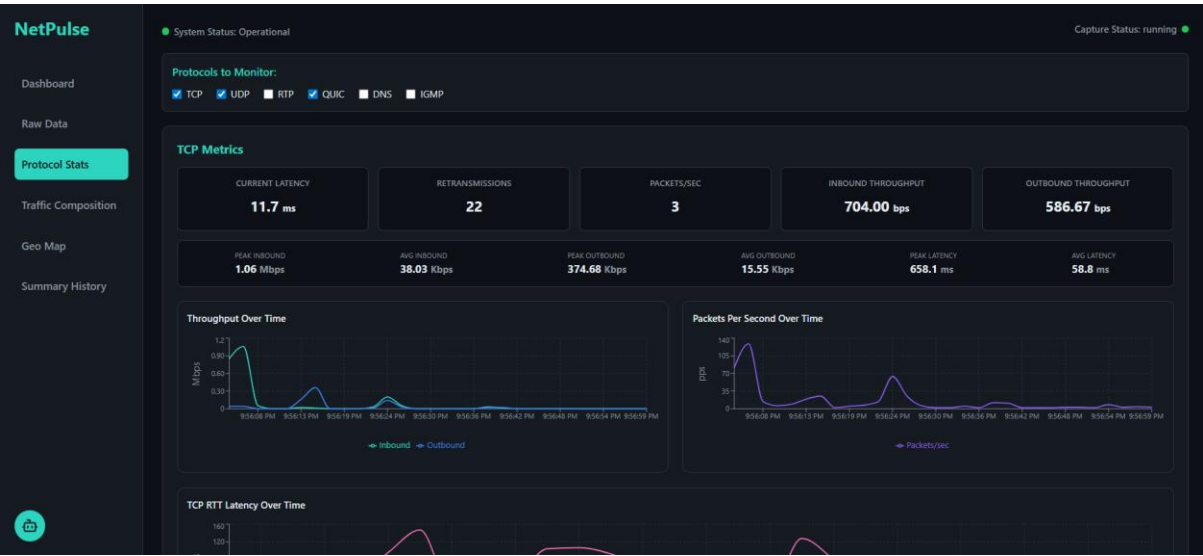 NetPulse
System Status: Operational
Capture Status: running
Dashboard
Raw Data
Protocol Stats
Traffic Composition
Geo Map
Summary History
Protocols to Monitor:
TCP UDP RTP QUIC DNS IGMP
TCP Metrics
CURRENT LATENCY
11.7 ms
RETRANSMISSIONS
22
PACKETS/SEC
3
INBOUND THROUGHPUT
704.00 bps
OUTBOUND THROUGHPUT
586.67 bps
PEAK INBOUND
1.06 Mbps
AVG INBOUND
38.03 Kbps
PEAK OUTBOUND
374.68 Kbps
AVG OUTBOUND
15.55 Kbps
PEAK LATENCY
658.1 ms
AVG LATENCY
58.8 ms
Throughput Over Time
Mbps
1.2
0.90
0.60
0.30
0
9:56:08 PM 9:56:13 PM 9:56:19 PM 9:56:24 PM 9:56:30 PM 9:56:36 PM 9:56:42 PM 9:56:48 PM 9:56:54 PM 9:56:59 PM
Inbound Outbound
Packets Per Second Over Time
pps
140
105
70
35
0
9:56:08 PM 9:56:13 PM 9:56:19 PM 9:56:24 PM 9:56:30 PM 9:56:36 PM 9:56:42 PM 9:56:48 PM 9:56:54 PM 9:56:59 PM
Packets/sec
TCP RTT Latency Over Time
160
120